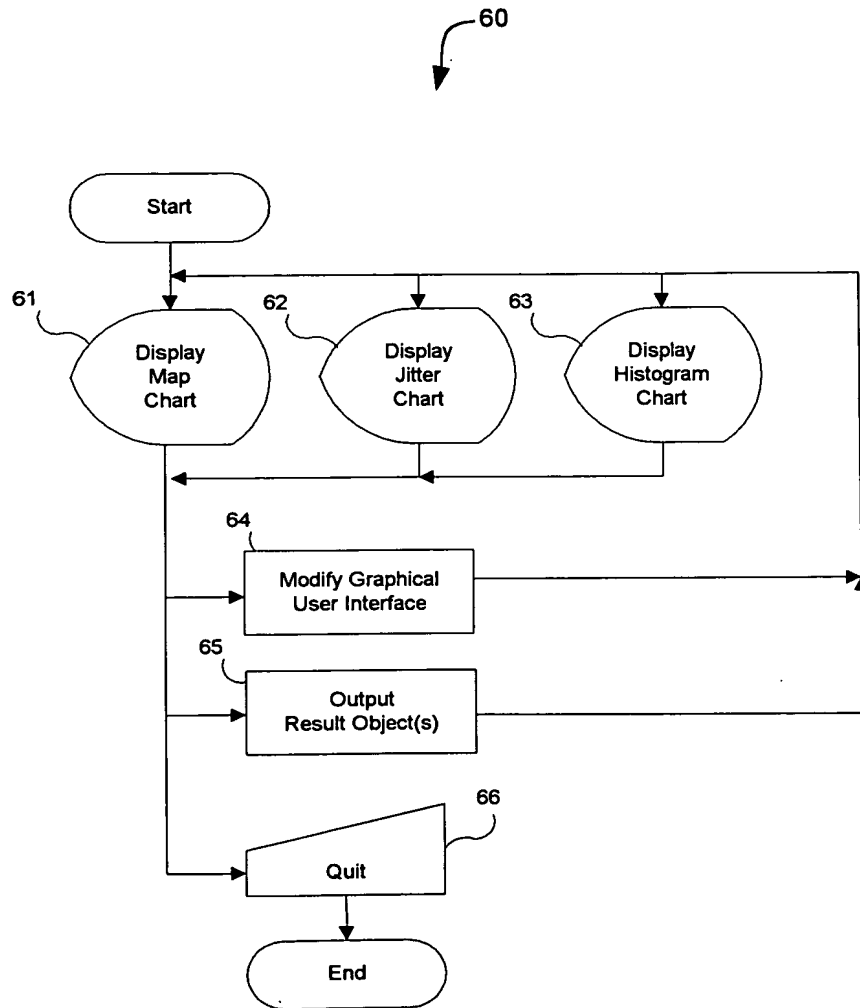 60
Start
61
Display
Map
Chart
62
Display
Jitter
Chart
63
Display
Histogram
Chart
64
Modify Graphical
User Interface
65
Output
Result Object(s)
66
Quit
End